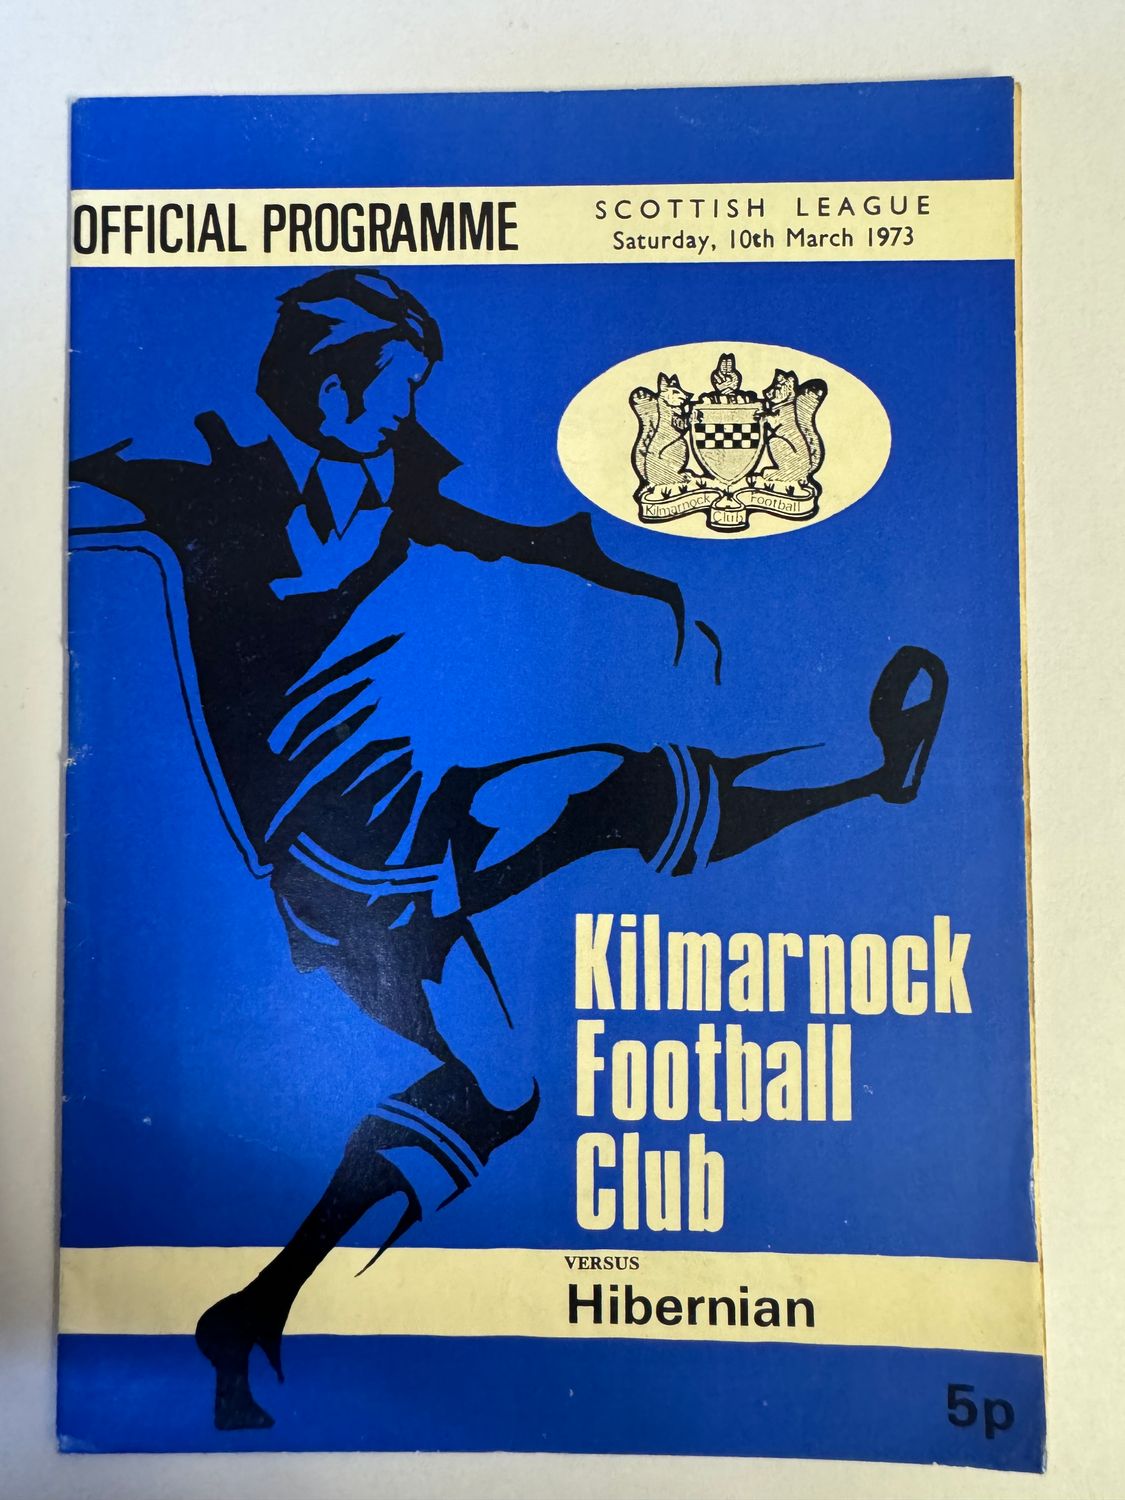 OFFICIAL PROGRAMME
SCOTTISH LEAGUE
Saturday, 10th March 1973
Kilmarnock Football
Club
Kilmarnock
Football
Club
VERSUS
Hibernian
5p